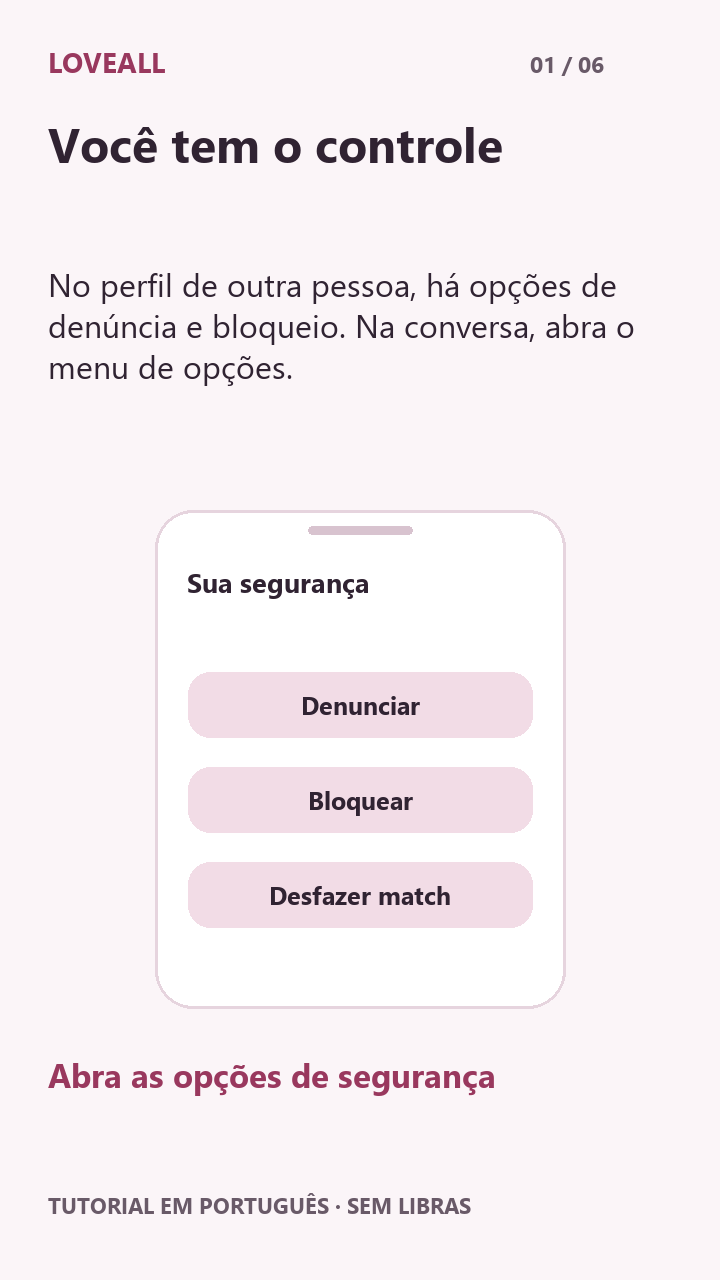 LOVEALL
01 / 06
Você tem o controle
No perfil de outra pessoa, há opções de
denúncia e bloqueio. Na conversa, abra o
menu de opções.
Sua segurança
Denunciar
Bloquear
Desfazer match
Abra as opções de segurança
TUTORIAL EM PORTUGUÊS · SEM LIBRAS